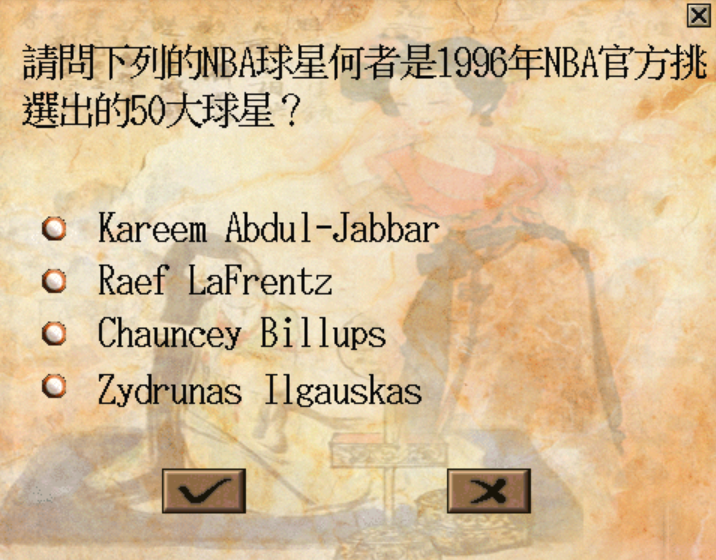 請問下列的NBA球星何者是1996年NBA官方挑
選出的50大球星？
Kareem Abdul-Jabbar
Raef LaFrentz
Chauncey Billups
Zydrunas Ilgauskas